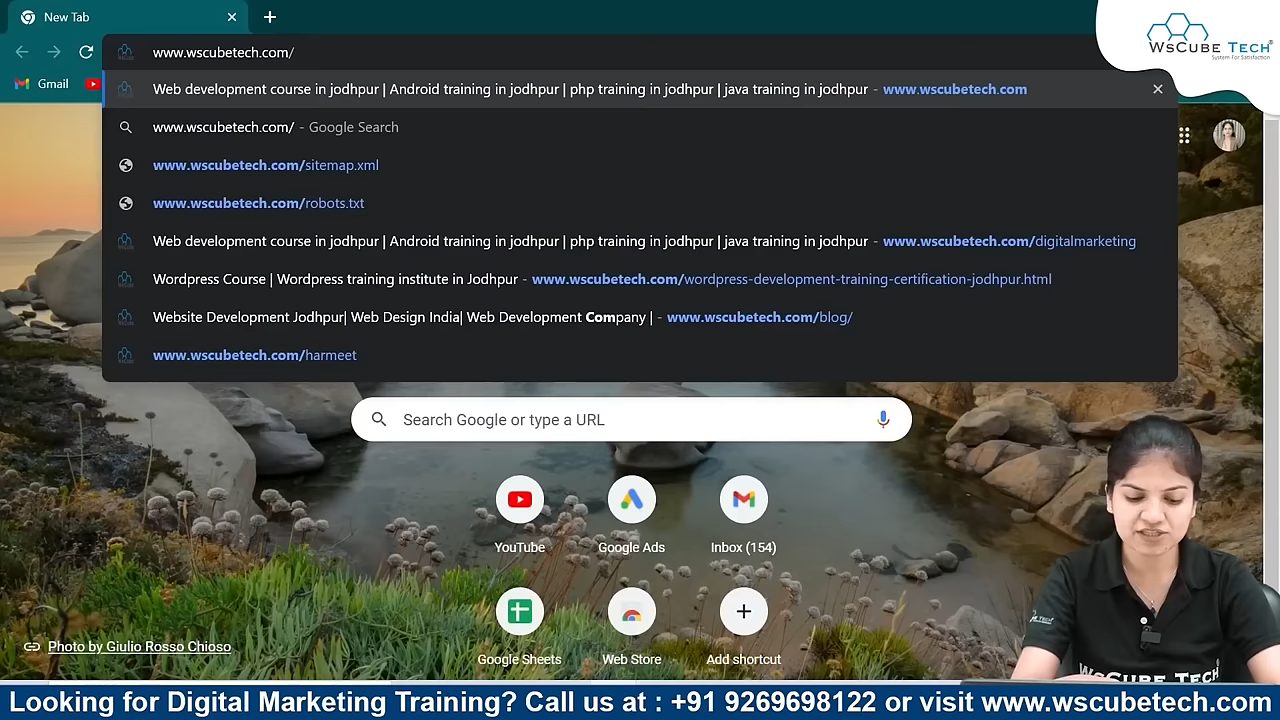 New Tab
WSCUBE TECH®
System For Satisfaction
www.wscubetech.com/
Gmail
Web development course in jodhpur | Android training in jodhpur | php training in jodhpur | java training in jodhpur - www.wscubetech.com
www.wscubetech.com/ - Google Search
www.wscubetech.com/sitemap.xml
www.wscubetech.com/robots.txt
Web development course in jodhpur | Android training in jodhpur | php training in jodhpur | java training in jodhpur - www.wscubetech.com/digitalmarketing
Wordpress Course | Wordpress training institute in Jodhpur - www.wscubetech.com/wordpress-development-training-certification-jodhpur.html
Website Development Jodhpur| Web Design India| Web Development Company | - www.wscubetech.com/blog/
www.wscubetech.com/harmeet
Search Google or type a URL
YouTube
Google Ads
Inbox (154)
Google Sheets
Web Store
Add shortcut
Photo by Giulio Rosso Chioso
WSCUBE TECH
Looking for Digital Marketing Training? Call us at : +91 9269698122 or visit www.wscubetech.com